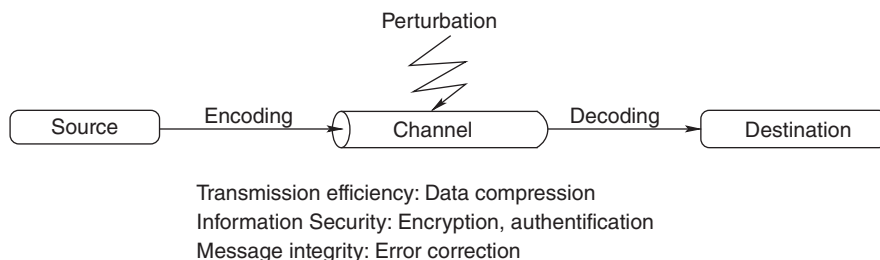 Perturbation
Source
Encoding
Channel
Decoding
Destination
Transmission efficiency: Data compression
Information Security: Encryption, authentification
Message integrity: Error correction